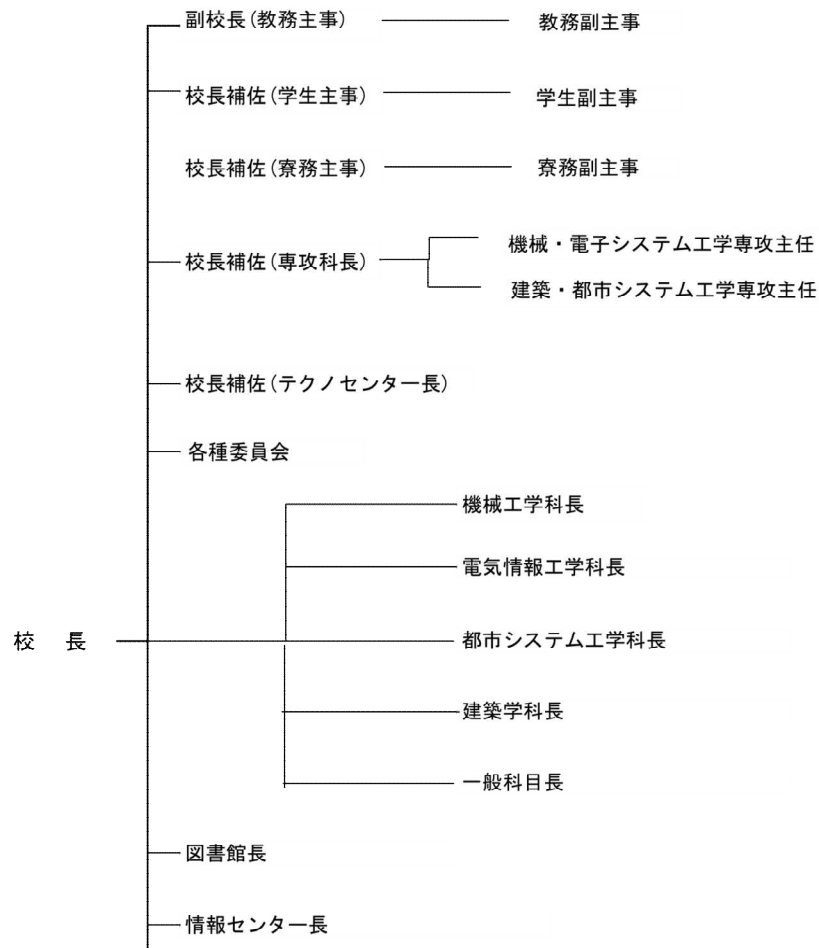 副校長(教務主事) 教務副主事
校長補佐(学生主事) 学生副主事
校長補佐(寮務主事) 寮務副主事
校長補佐(専攻科長)
機械・電子システム工学専攻主任
建築・都市システム工学専攻主任
校長補佐(テクノセンター長)
各種委員会
機械工学科長
電気情報工学科長
校 長
都市システム工学科長
建築学科長
一般科目長
図書館長
情報センター長